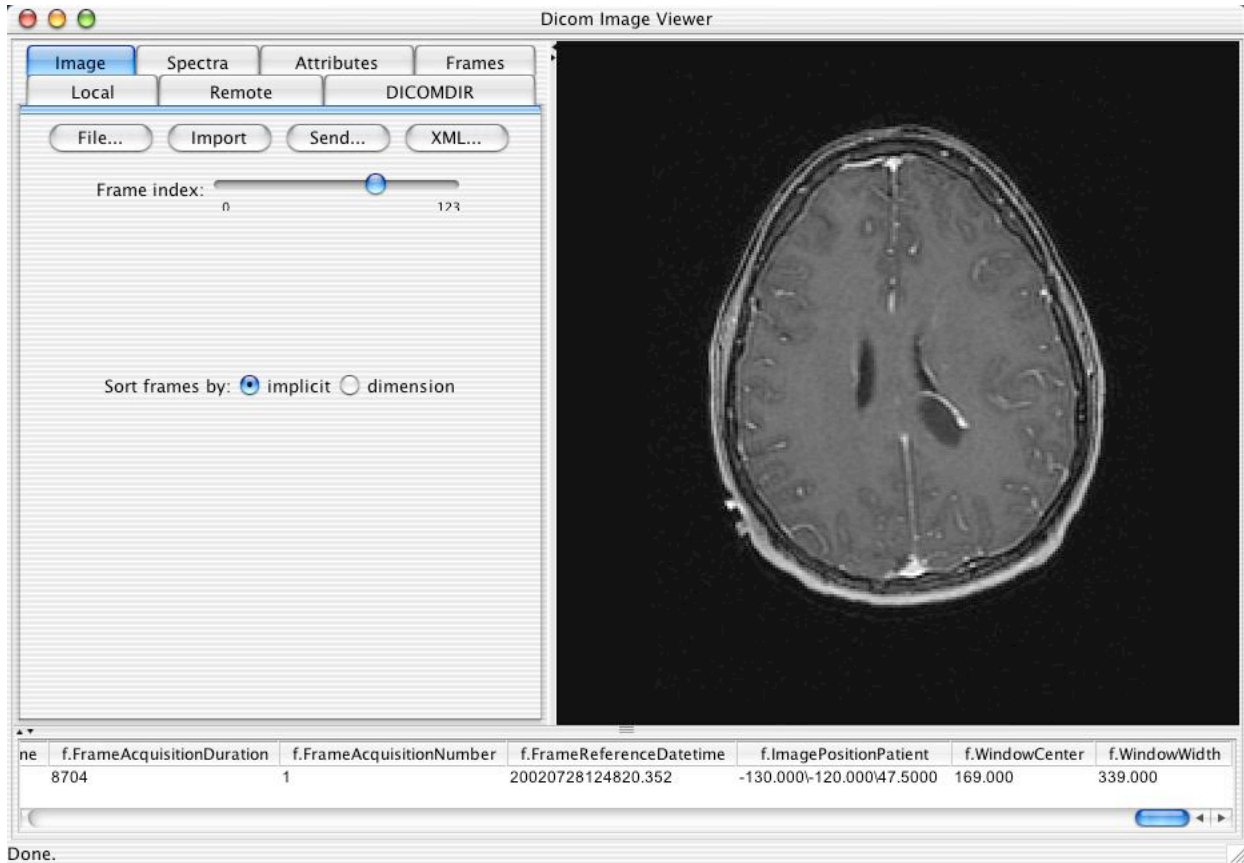 Dicom Image Viewer
Image Spectra Attributes Frames
Local Remote DICOMDIR
File... Import Send... XML...
Frame index:
0 123
Sort frames by: implicit dimension
ne f.FrameAcquisitionDuration f.FrameAcquisitionNumber f.FrameReferenceDatetime f.ImagePositionPatient f.WindowCenter f.WindowWidth
8704 1 20020728124820.352 -130.000\-120.000\47.5000 169.000 339.000
Done.